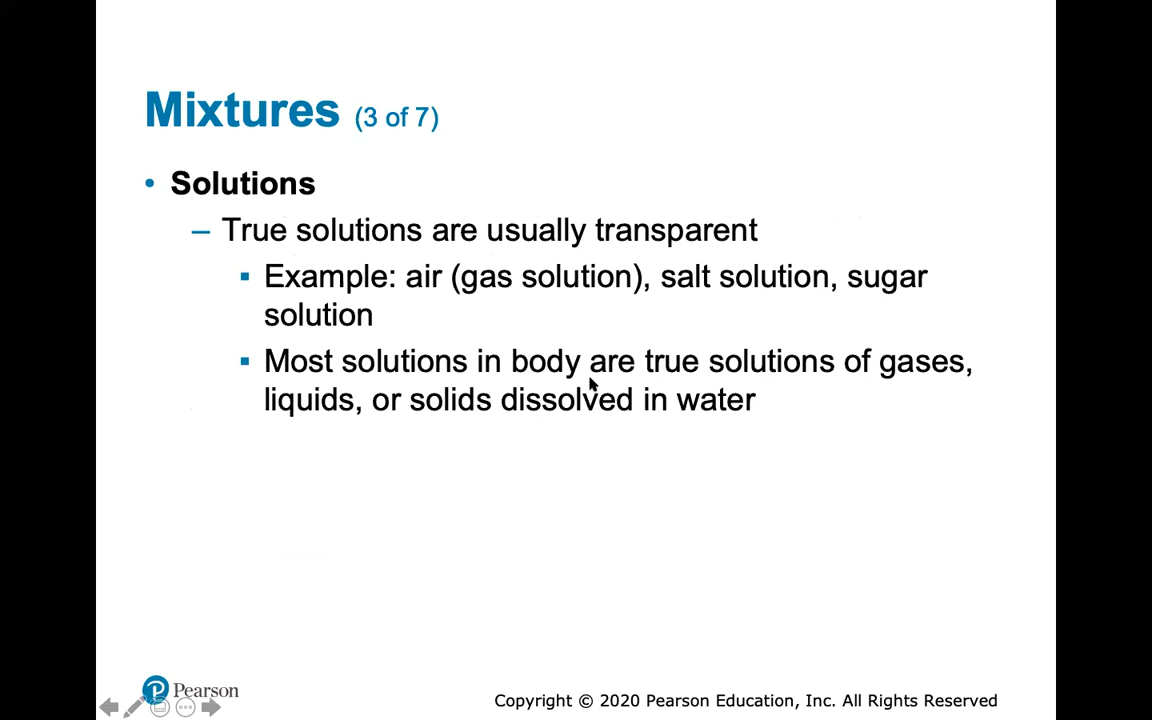 Mixtures (3 of 7)
• Solutions
– True solutions are usually transparent
▪ Example: air (gas solution), salt solution, sugar
solution
▪ Most solutions in body are true solutions of gases,
liquids, or solids dissolved in water
P Pearson
Copyright © 2020 Pearson Education, Inc. All Rights Reserved